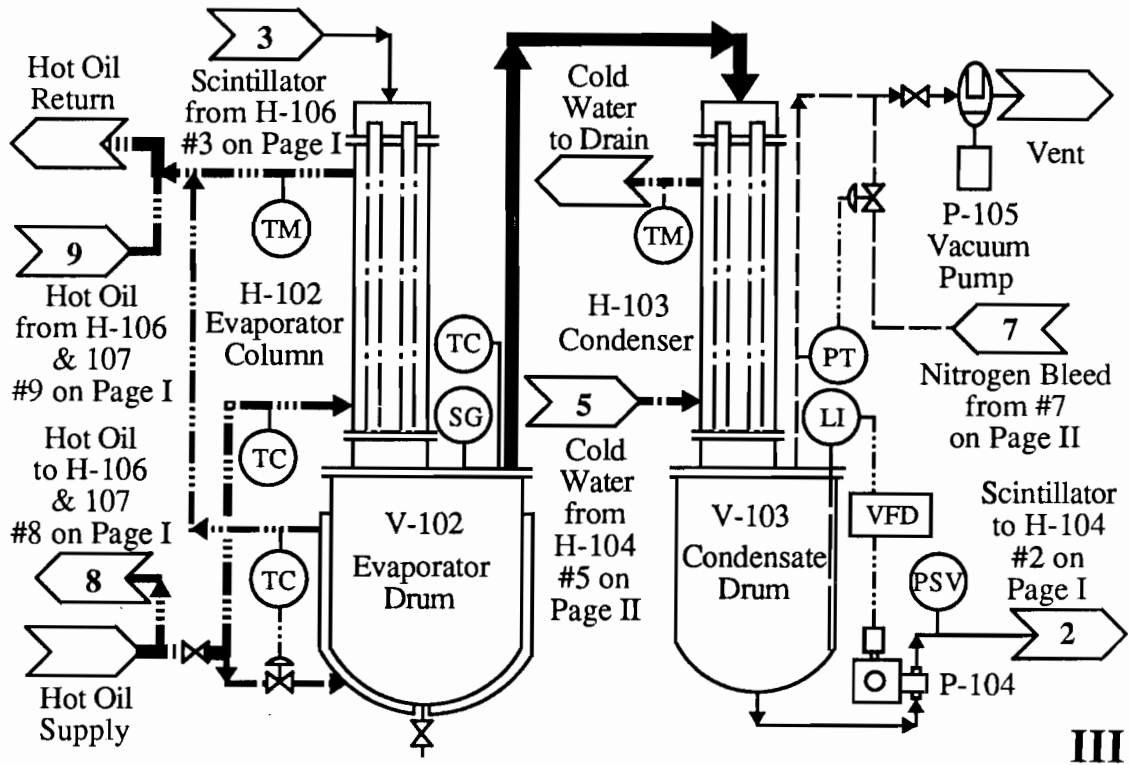 3
Hot Oil
Return
Scintillator
from H-106
#3 on Page I
Cold
Water
to Drain
Vent
TM
TM
P-105
Vacuum
Pump
9
Hot Oil
from H-106
& 107
#9 on Page I
H-102
Evaporator
Column
TC
SG
H-103
Condenser
PT
7
Nitrogen Bleed
from #7
on Page II
5
LI
TC
Hot Oil
to H-106
& 107
#8 on Page I
Cold
Water
from
H-104
#5 on
Page II
VFD
Scintillator
to H-104
#2 on
Page I
V-102
Evaporator
Drum
V-103
Condensate
Drum
8
TC
PSV
2
Hot Oil
Supply
P-104
III